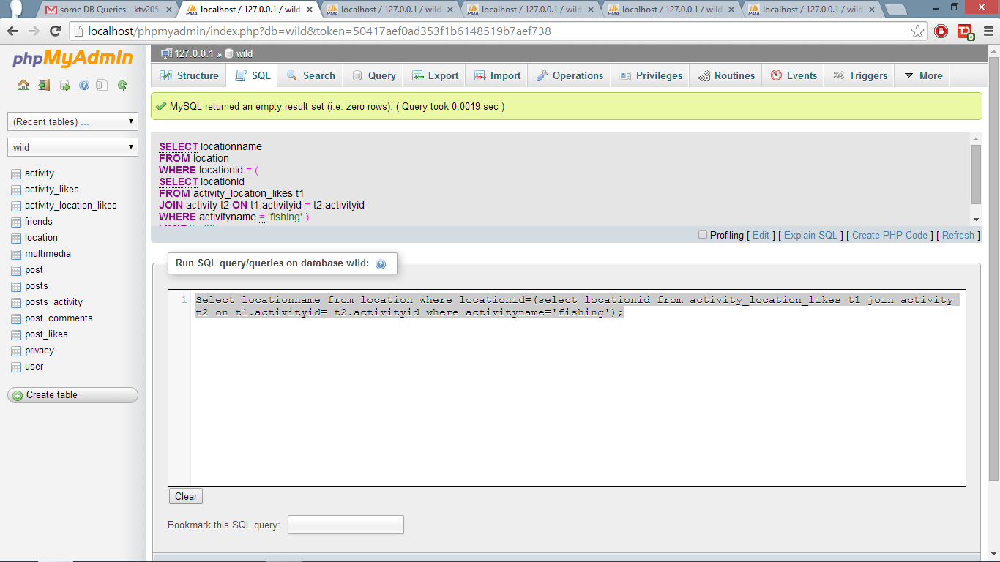 some DB Queries - ktv205
localhost / 127.0.0.1 / wild
localhost / 127.0.0.1 / wild
localhost / 127.0.0.1 / wild
localhost / 127.0.0.1 / wild
localhost / 127.0.0.1 / wild
localhost/phpmyadmin/index.php?db=wild&token=50417aef0ad353f1b6148519b7aef738
phpMyAdmin
(Recent tables) ...
wild
activity
activity_likes
activity_location_likes
friends
location
multimedia
post
posts
posts_activity
post_comments
post_likes
privacy
user
Create table
127.0.0.1 » wild
Structure SQL Search Query Export Import Operations Privileges Routines Events Triggers More
MySQL returned an empty result set (i.e. zero rows). ( Query took 0.0019 sec )
SELECT locationname
FROM location
WHERE locationid = (
SELECT locationid
FROM activity_location_likes t1
JOIN activity t2 ON t1.activityid = t2.activityid
WHERE activityname = 'fishing' )
Profiling [ Edit ] [ Explain SQL ] [ Create PHP Code ] [ Refresh ]
Run SQL query/queries on database wild:
1 Select locationname from location where locationid=(select locationid from activity_location_likes t1 join activity
t2 on t1.activityid= t2.activityid where activityname='fishing');
Clear
Bookmark this SQL query: